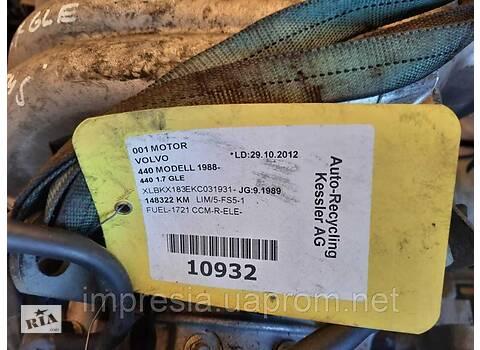 GLE
001 MOTOR
VOLVO *LD:29.10.2012
440 MODELL 1988-
440 1.7 GLE
XLBKX183EKC031931- JG:9.1989
148322 KM LIM/5-FS5-1
FUEL-1721 CCM-R-ELE-
10932
Auto-Recycling
Kessler AG
impresia.uaprom.net
RIA
.com